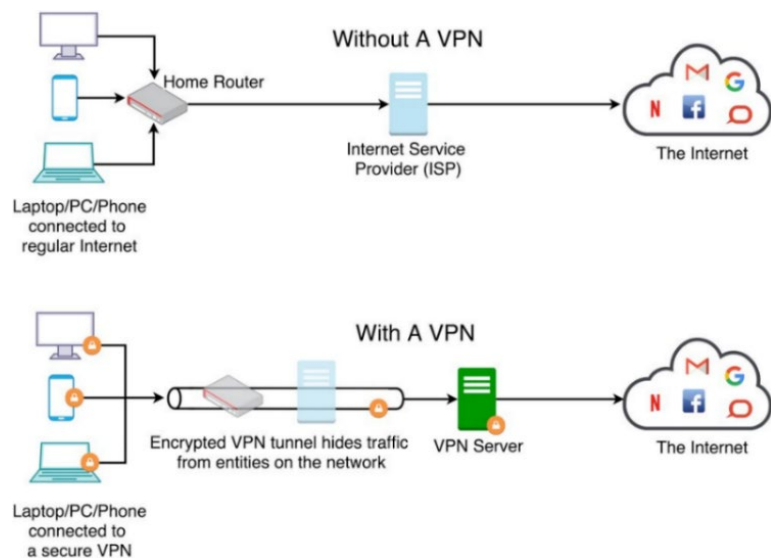 Without A VPN
Home Router
Internet Service
Provider (ISP)
N
f
G
The Internet
Laptop/PC/Phone
connected to
regular Internet
With A VPN
Encrypted VPN tunnel hides traffic
from entities on the network
VPN Server
N
f
G
The Internet
Laptop/PC/Phone
connected to
a secure VPN